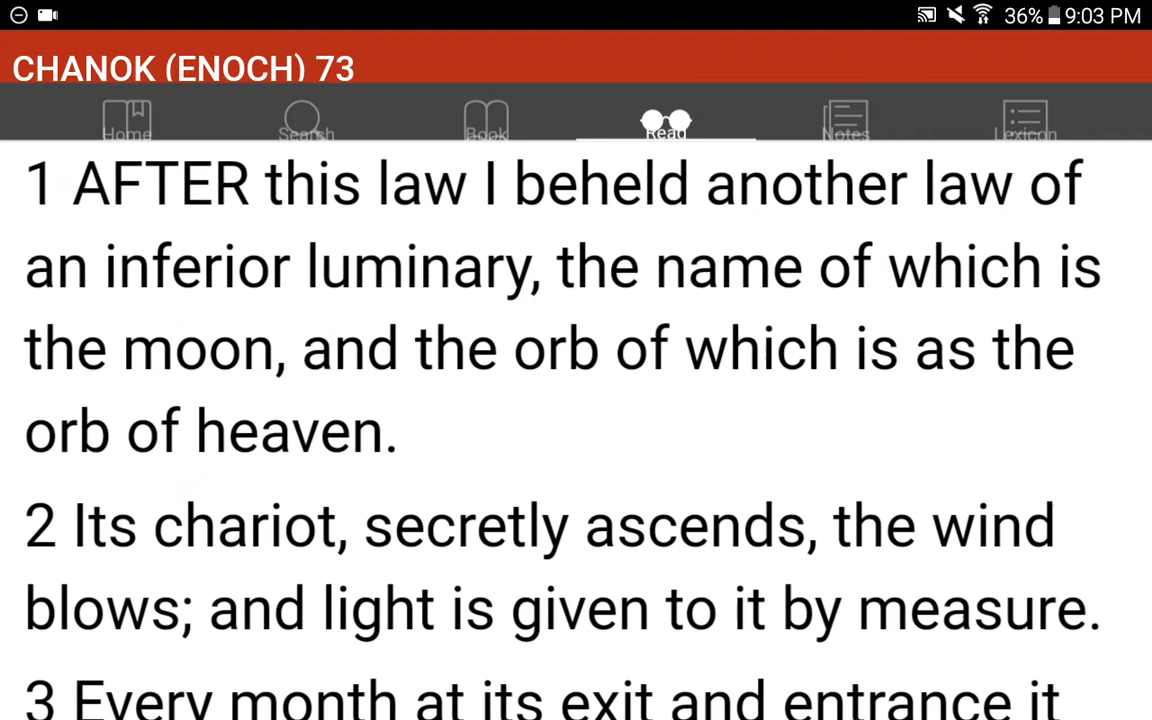 36% 9:03 PM
CHANOK (ENOCH) 73
Home Search Book Read Notes Lexicon
1 AFTER this law I beheld another law of
an inferior luminary, the name of which is
the moon, and the orb of which is as the
orb of heaven.
2 Its chariot, secretly ascends, the wind
blows; and light is given to it by measure.
3 Every month at its exit and entrance it